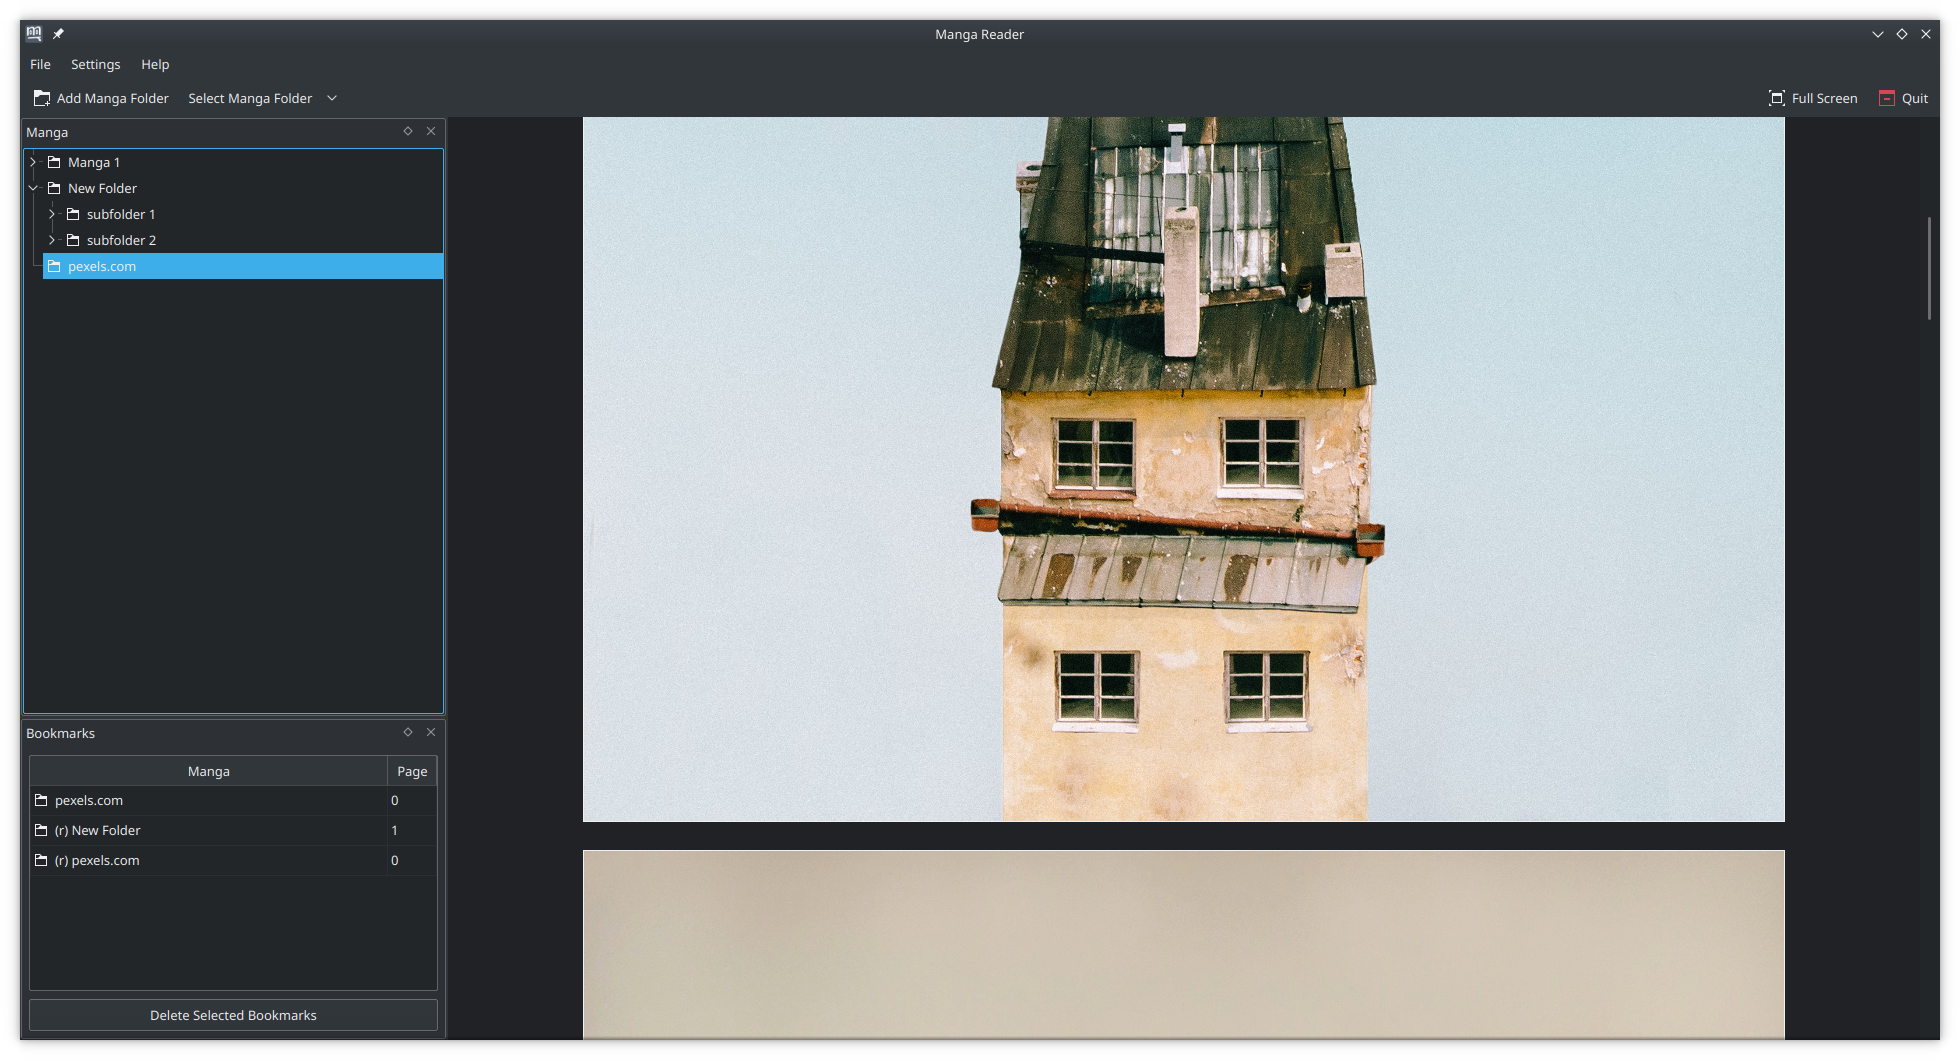 Manga Reader
File Settings Help
Add Manga Folder Select Manga Folder Full Screen Quit
Manga
Manga 1
New Folder
subfolder 1
subfolder 2
pexels.com
Bookmarks
Manga Page
pexels.com 0
(r) New Folder 1
(r) pexels.com 0
Delete Selected Bookmarks